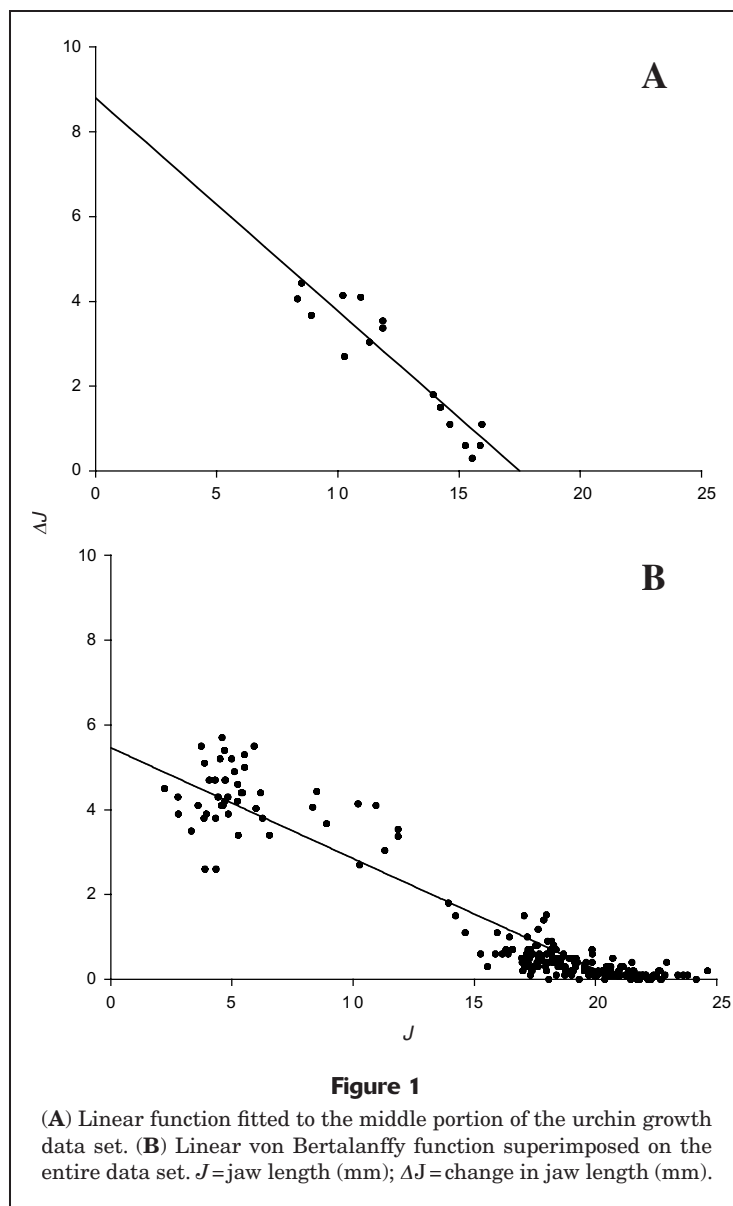 A
10
8
6
4
2
0
0 5 10 15 20 25
ΔJ
B
10
8
6
4
2
0
0 5 10 15 20 25
J
Figure 1
(A) Linear function fitted to the middle portion of the urchin growth
data set. (B) Linear von Bertalanffy function superimposed on the
entire data set. J=jaw length (mm); ΔJ=change in jaw length (mm).